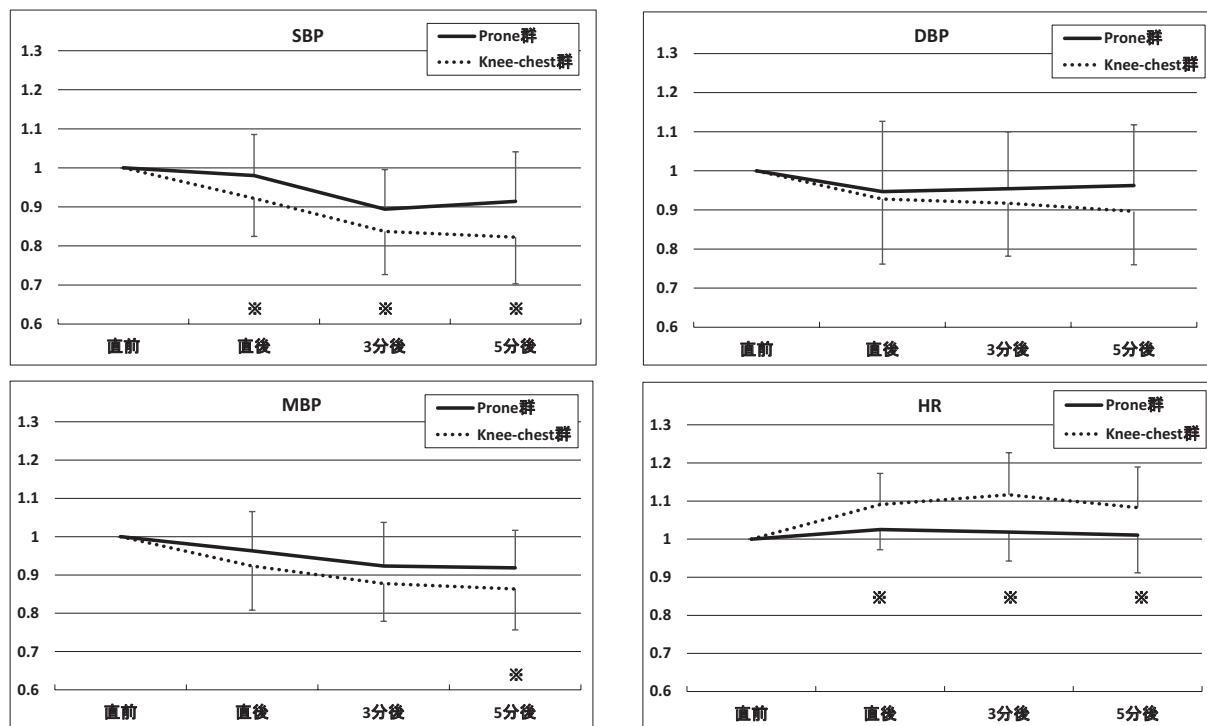 SBP
Prone群
Knee-chest群
1.3
1.2
1.1
1
0.9
0.8
0.7
0.6
※ ※ ※
直前 直後 3分後 5分後
DBP
Prone群
Knee-chest群
1.3
1.2
1.1
1
0.9
0.8
0.7
0.6
直前 直後 3分後 5分後
MBP
Prone群
Knee-chest群
1.3
1.2
1.1
1
0.9
0.8
0.7
0.6
※
直前 直後 3分後 5分後
HR
Prone群
Knee-chest群
1.3
1.2
1.1
1
0.9
0.8
0.7
0.6
※ ※ ※
直前 直後 3分後 5分後